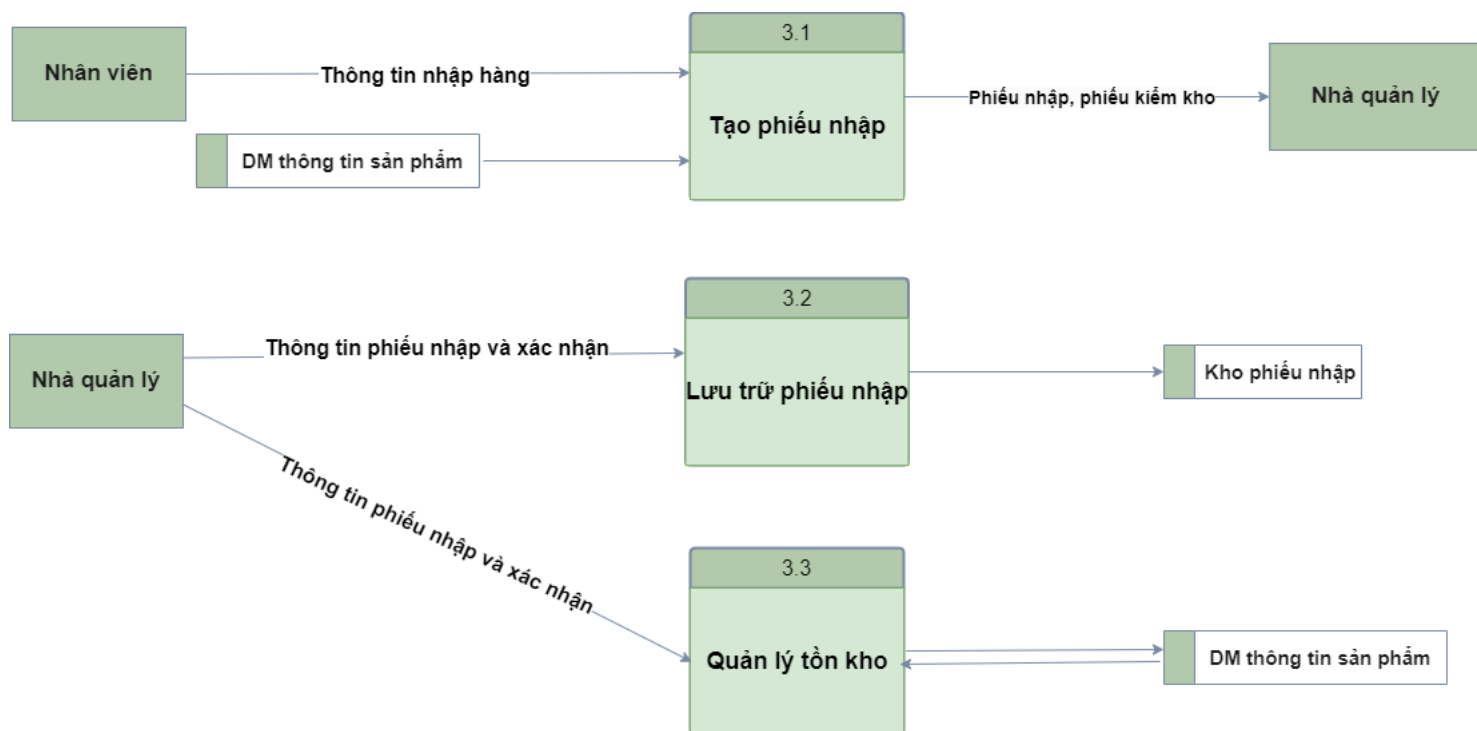 3.1
Nhân viên
Thông tin nhập hàng
Tạo phiếu nhập
Phiếu nhập, phiếu kiểm kho
Nhà quản lý
DM thông tin sản phẩm
3.2
Nhà quản lý
Thông tin phiếu nhập và xác nhận
Lưu trữ phiếu nhập
Kho phiếu nhập
Thông tin phiếu nhập và xác nhận
3.3
Quản lý tồn kho
DM thông tin sản phẩm